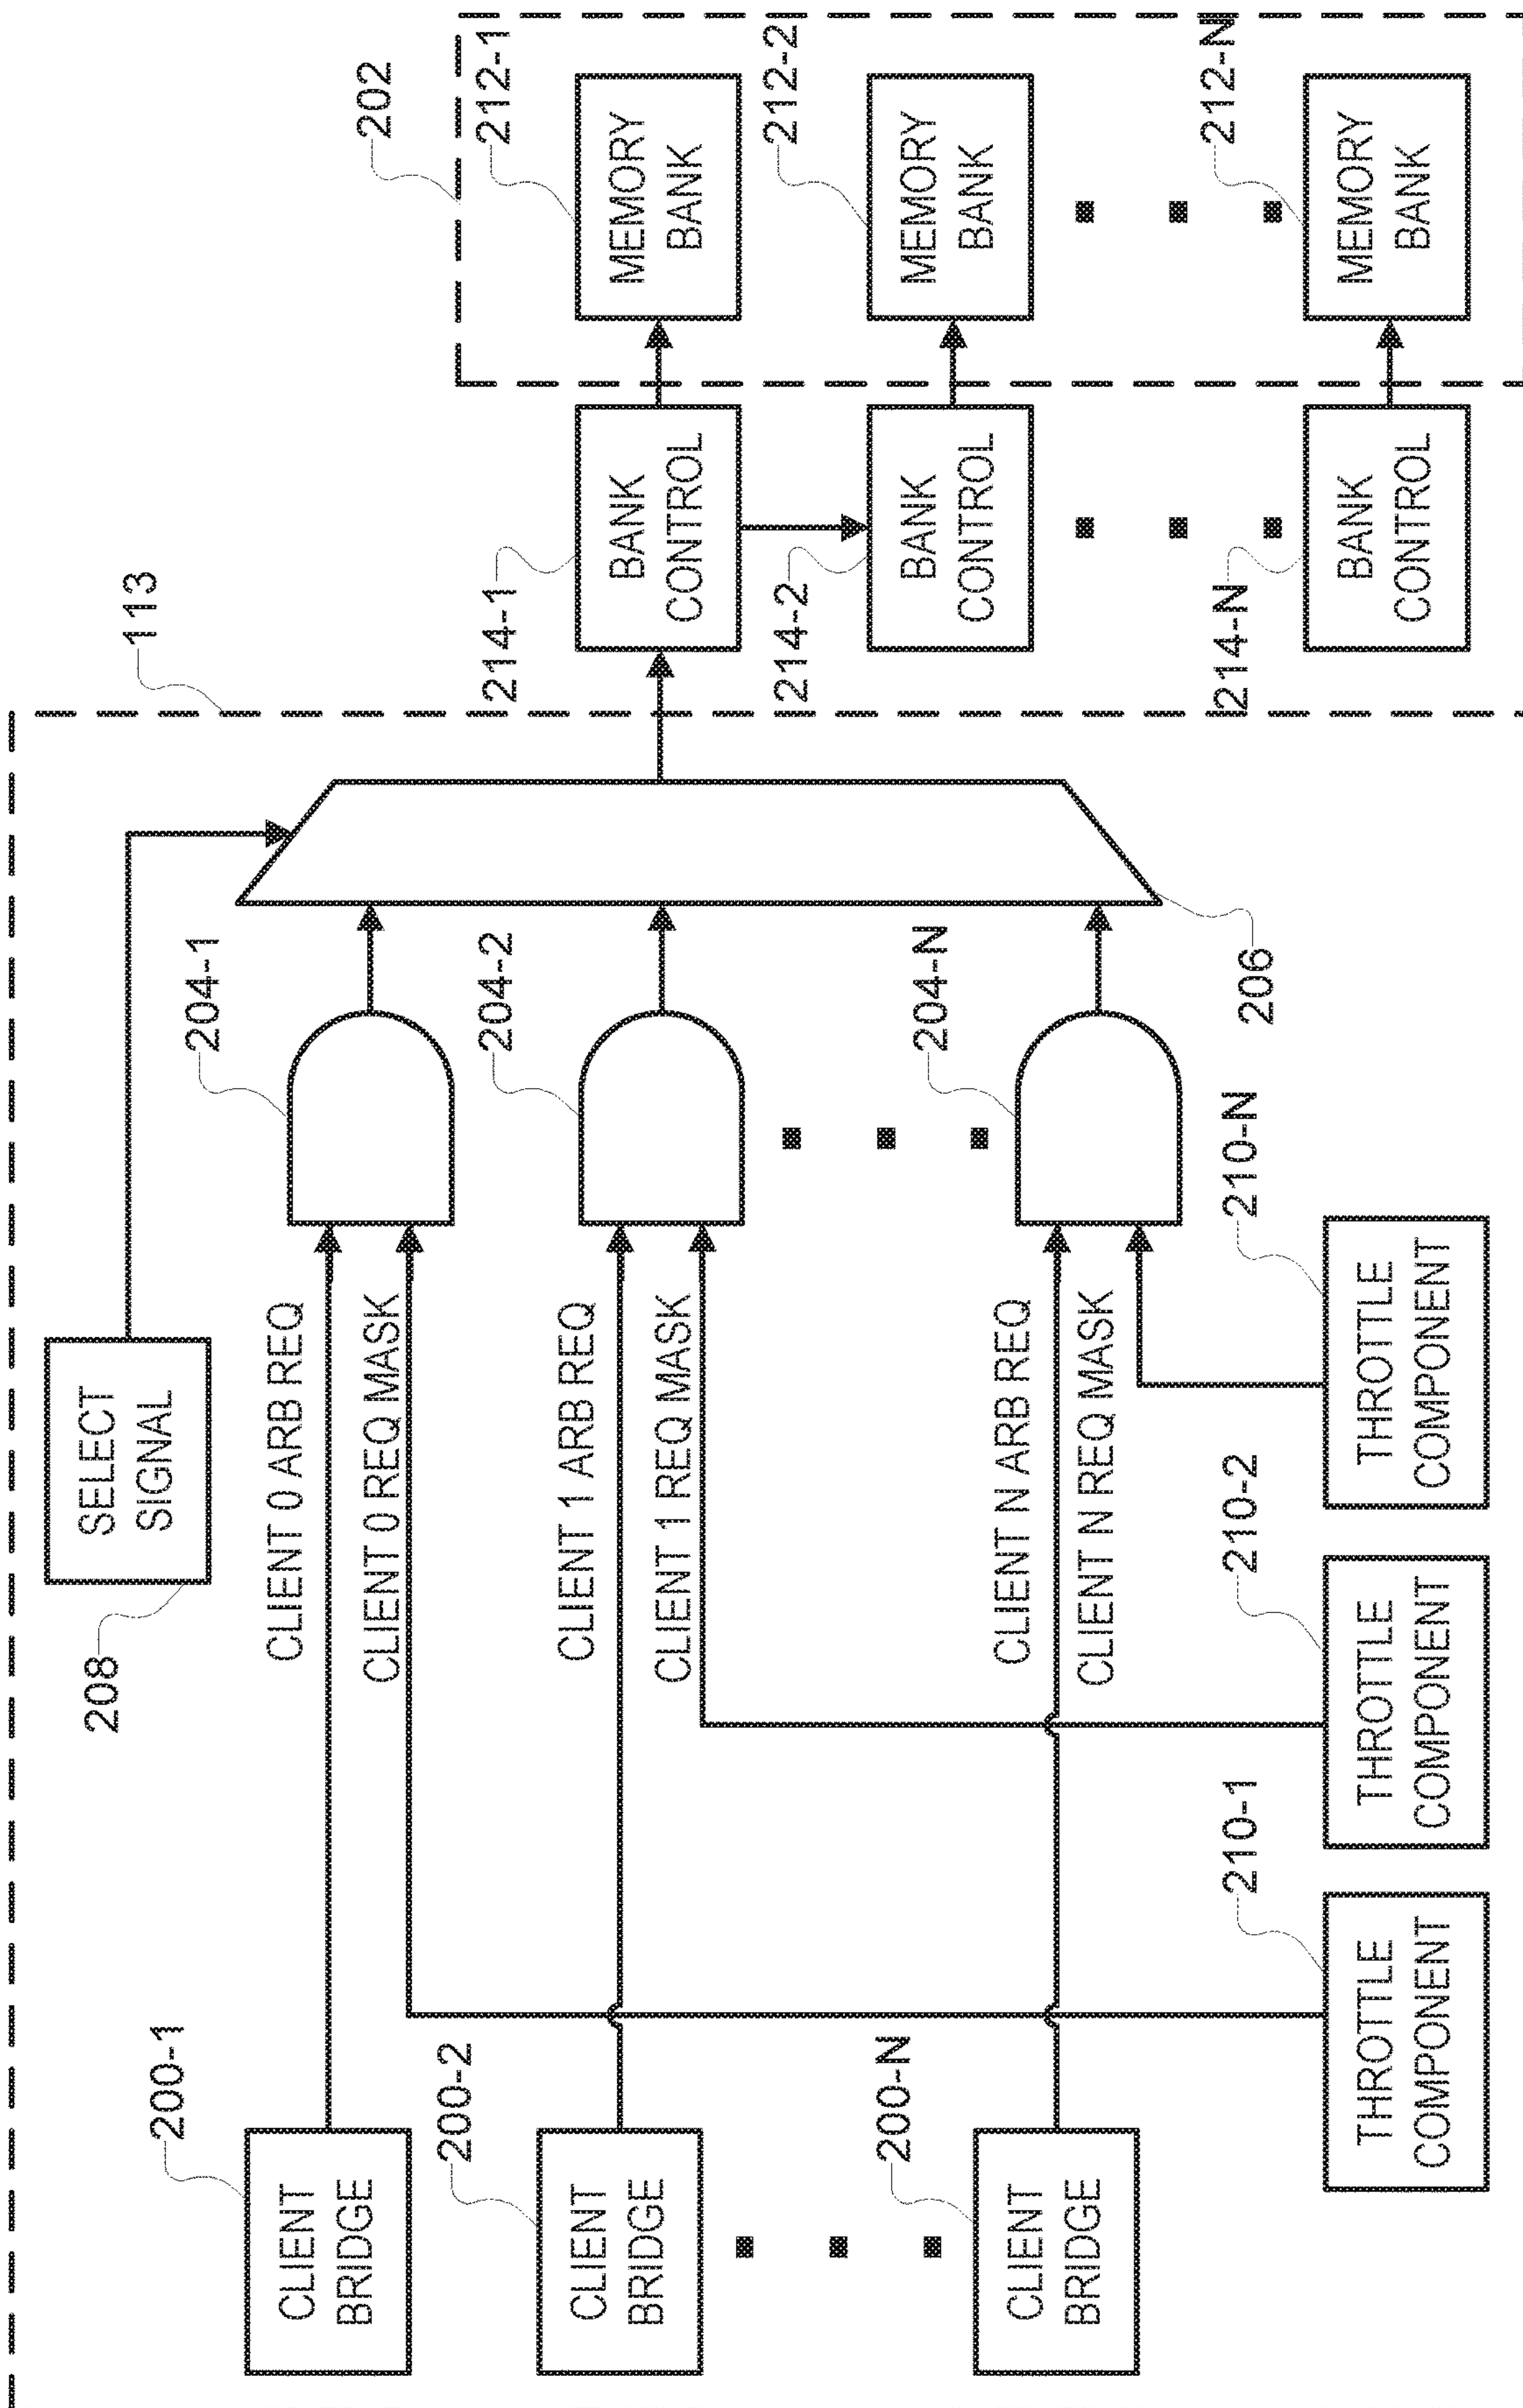 113
202
SELECT
SIGNAL
208
CLIENT
BRIDGE
200-1
CLIENT 0 ARB REQ
CLIENT 0 REQ MASK
204-1
CLIENT
BRIDGE
200-2
CLIENT 1 ARB REQ
CLIENT 1 REQ MASK
204-2
CLIENT
BRIDGE
200-N
CLIENT N ARB REQ
CLIENT N REQ MASK
204-N
206
THROTTLE
COMPONENT
210-1
THROTTLE
COMPONENT
210-2
THROTTLE
COMPONENT
210-N
BANK
CONTROL
214-1
MEMORY
BANK
212-1
BANK
CONTROL
214-2
MEMORY
BANK
212-2
BANK
CONTROL
214-N
MEMORY
BANK
212-N